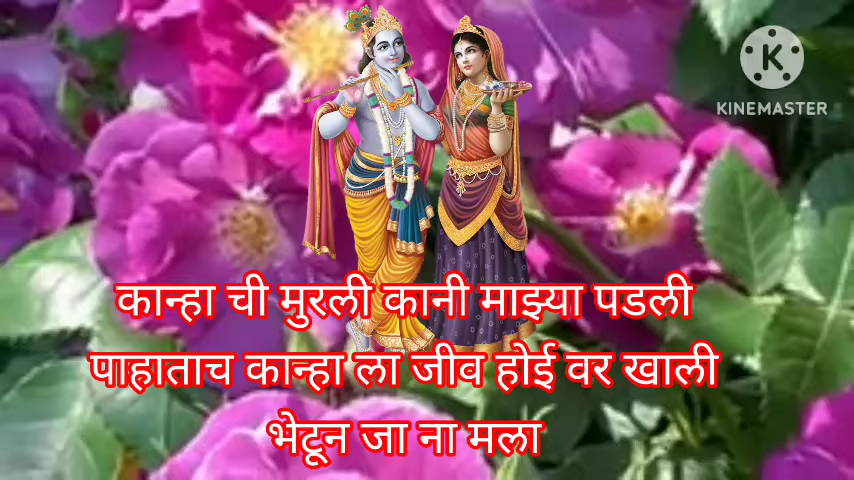 KINEMASTER
कान्हा ची मुरली कानी माझ्या पडली
पाहाताच कान्हा ला जीव होई वर खाली
भेटून जा ना मला